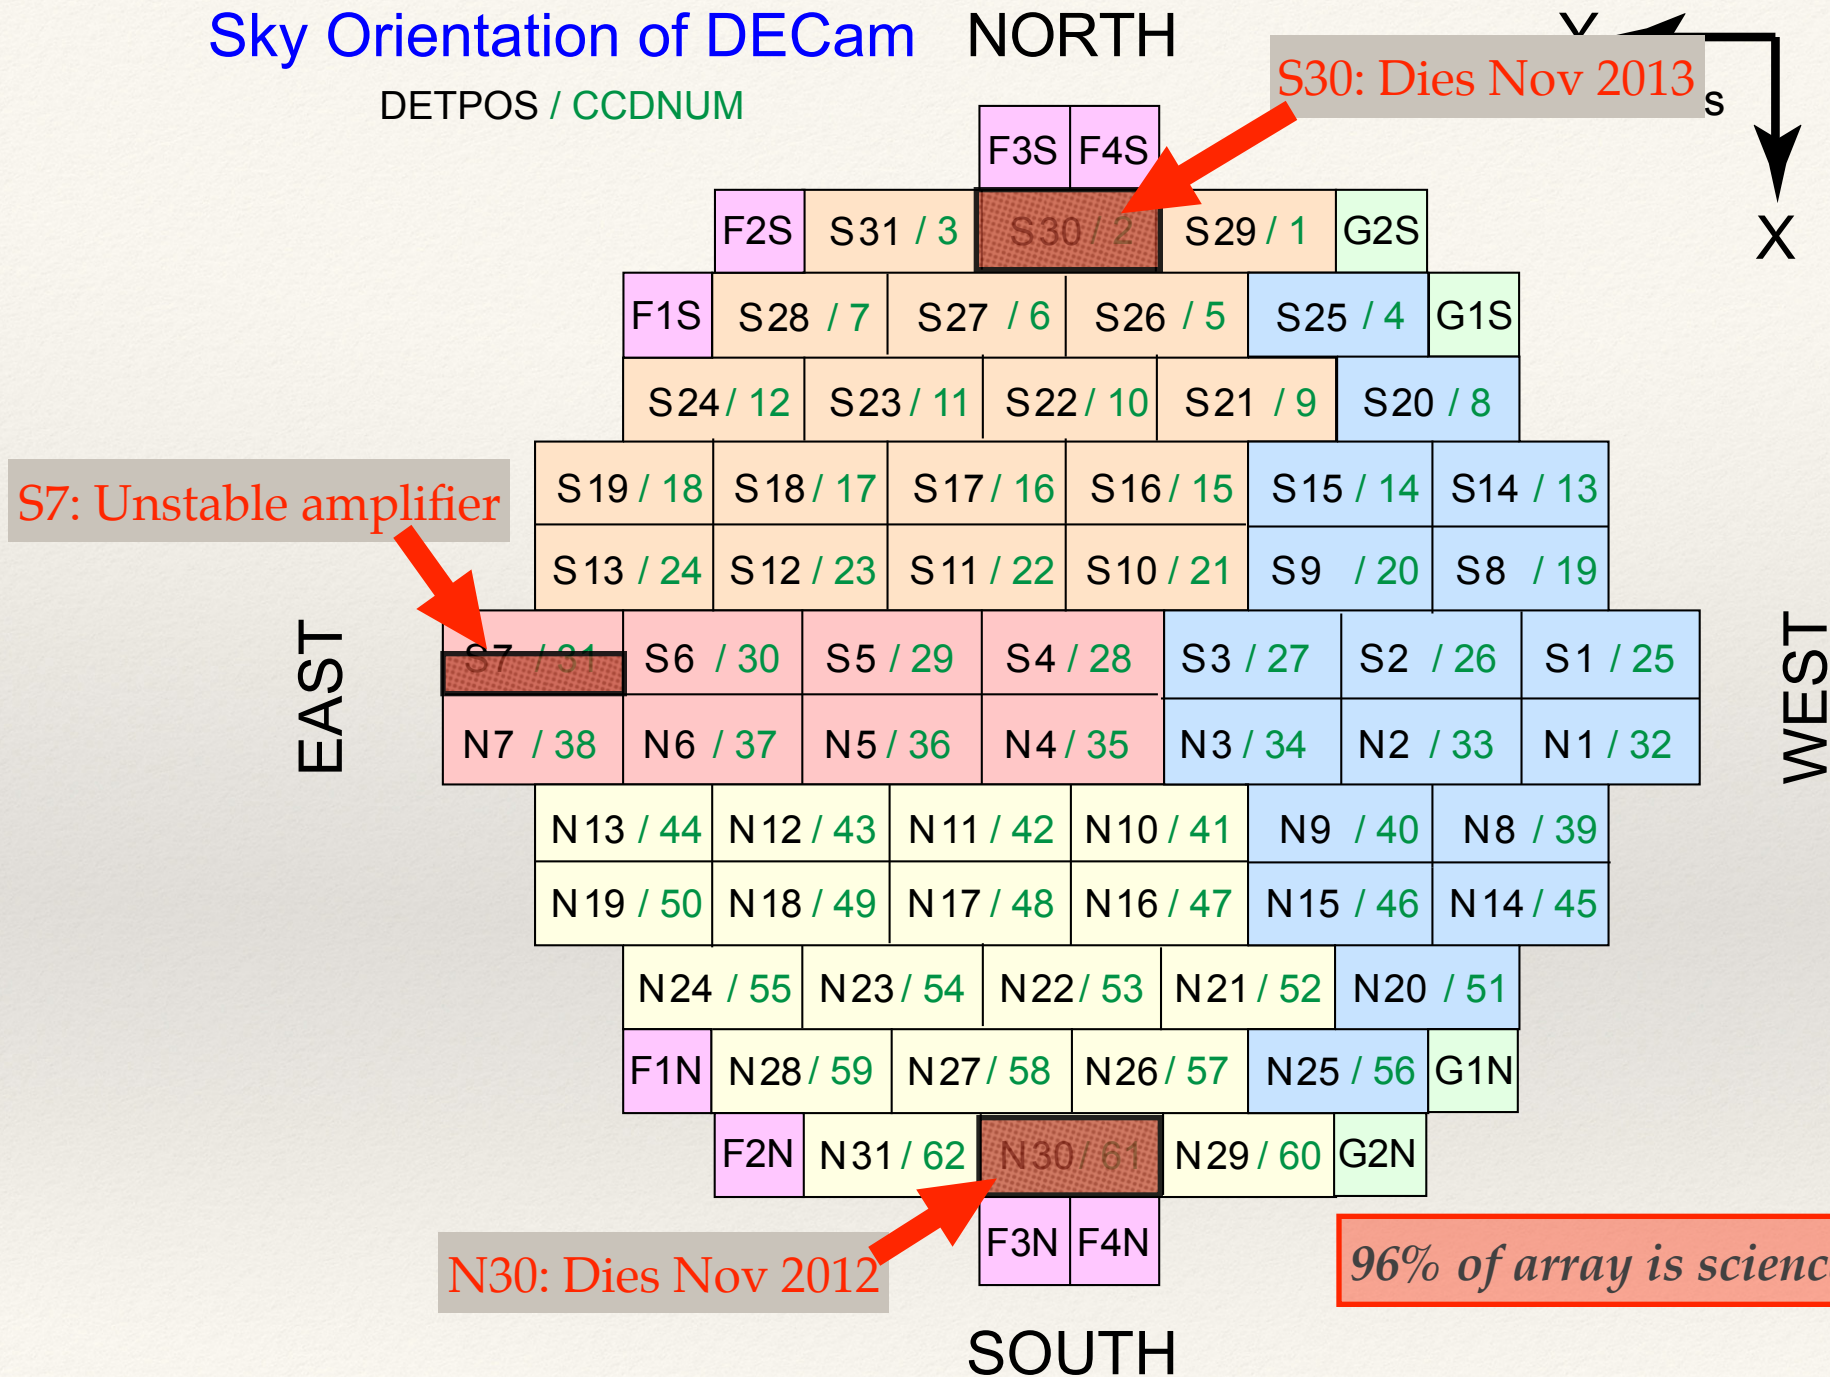 Sky Orientation of DECam
NORTH
Y
S30: Dies Nov 2013
s
DETPOS / CCDNUM
X
F3S F4S
F2S S31 / 3 S30 / 2 S29 / 1 G2S
F1S S28 / 7 S27 / 6 S26 / 5 S25 / 4 G1S
S24 / 12 S23 / 11 S22 / 10 S21 / 9 S20 / 8
S7: Unstable amplifier
S19 / 18 S18 / 17 S17 / 16 S16 / 15 S15 / 14 S14 / 13
S13 / 24 S12 / 23 S11 / 22 S10 / 21 S9 / 20 S8 / 19
EAST
S7 / 31 S6 / 30 S5 / 29 S4 / 28 S3 / 27 S2 / 26 S1 / 25
N7 / 38 N6 / 37 N5 / 36 N4 / 35 N3 / 34 N2 / 33 N1 / 32
WEST
N13 / 44 N12 / 43 N11 / 42 N10 / 41 N9 / 40 N8 / 39
N19 / 50 N18 / 49 N17 / 48 N16 / 47 N15 / 46 N14 / 45
N24 / 55 N23 / 54 N22 / 53 N21 / 52 N20 / 51
F1N N28 / 59 N27 / 58 N26 / 57 N25 / 56 G1N
F2N N31 / 62 N30 / 61 N29 / 60 G2N
F3N F4N
N30: Dies Nov 2012
96% of array is scienc
SOUTH